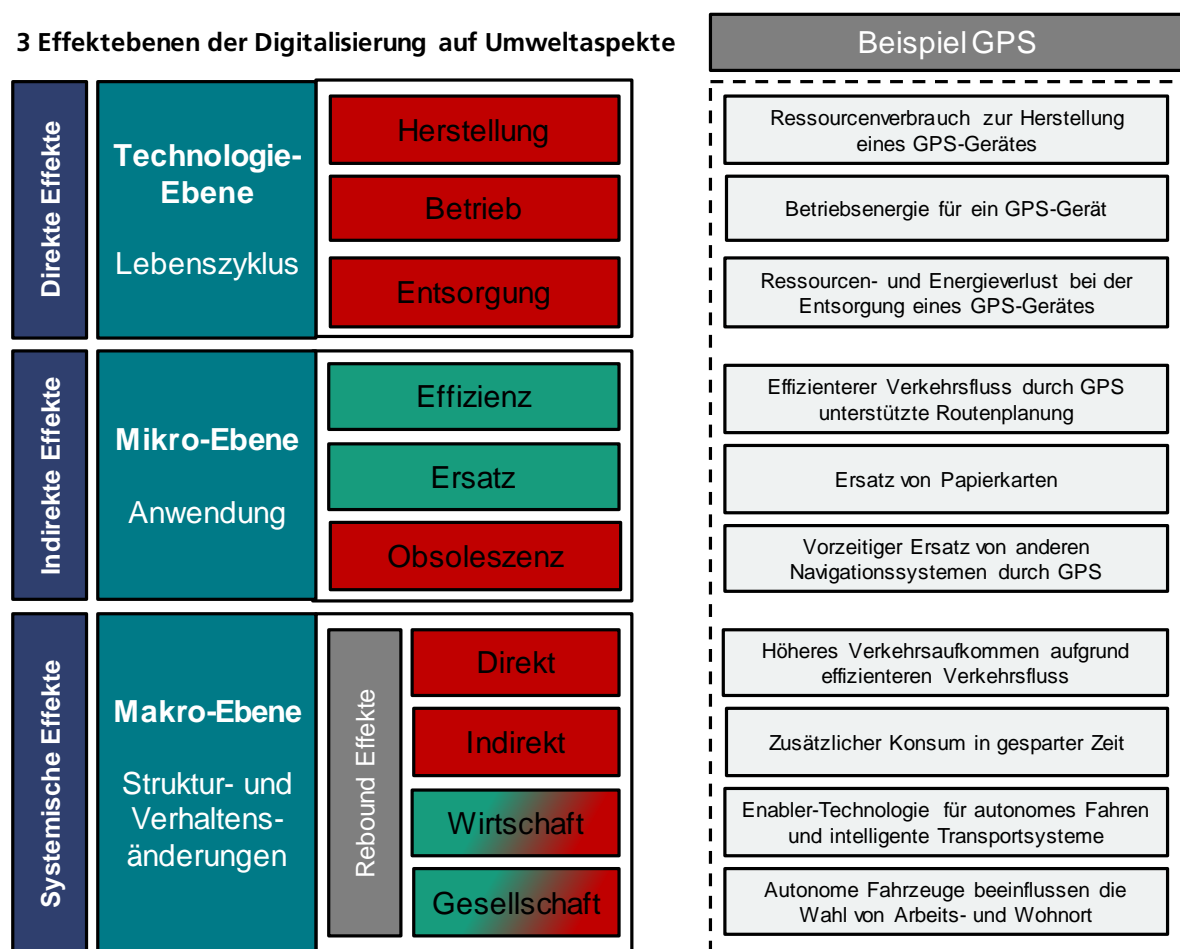 3 Effektebenen der Digitalisierung auf Umweltaspekte
Beispiel GPS
Direkte Effekte
Technologie-
Ebene
Lebenszyklus
Herstellung
Ressourcenverbrauch zur Herstellung
eines GPS-Gerätes
Betrieb
Betriebsenergie für ein GPS-Gerät
Entsorgung
Ressourcen- und Energieverlust bei der
Entsorgung eines GPS-Gerätes
Indirekte Effekte
Mikro-Ebene
Anwendung
Effizienz
Effizienterer Verkehrsfluss durch GPS
unterstützte Routenplanung
Ersatz
Ersatz von Papierkarten
Obsoleszenz
Vorzeitiger Ersatz von anderen
Navigationssystemen durch GPS
Systemische Effekte
Makro-Ebene
Struktur- und
Verhaltens-
änderungen
Rebound Effekte
Direkt
Höheres Verkehrsaufkommen aufgrund
effizienteren Verkehrsfluss
Indirekt
Zusätzlicher Konsum in gesparter Zeit
Wirtschaft
Enabler-Technologie für autonomes Fahren
und intelligente Transportsysteme
Gesellschaft
Autonome Fahrzeuge beeinflussen die
Wahl von Arbeits- und Wohnort